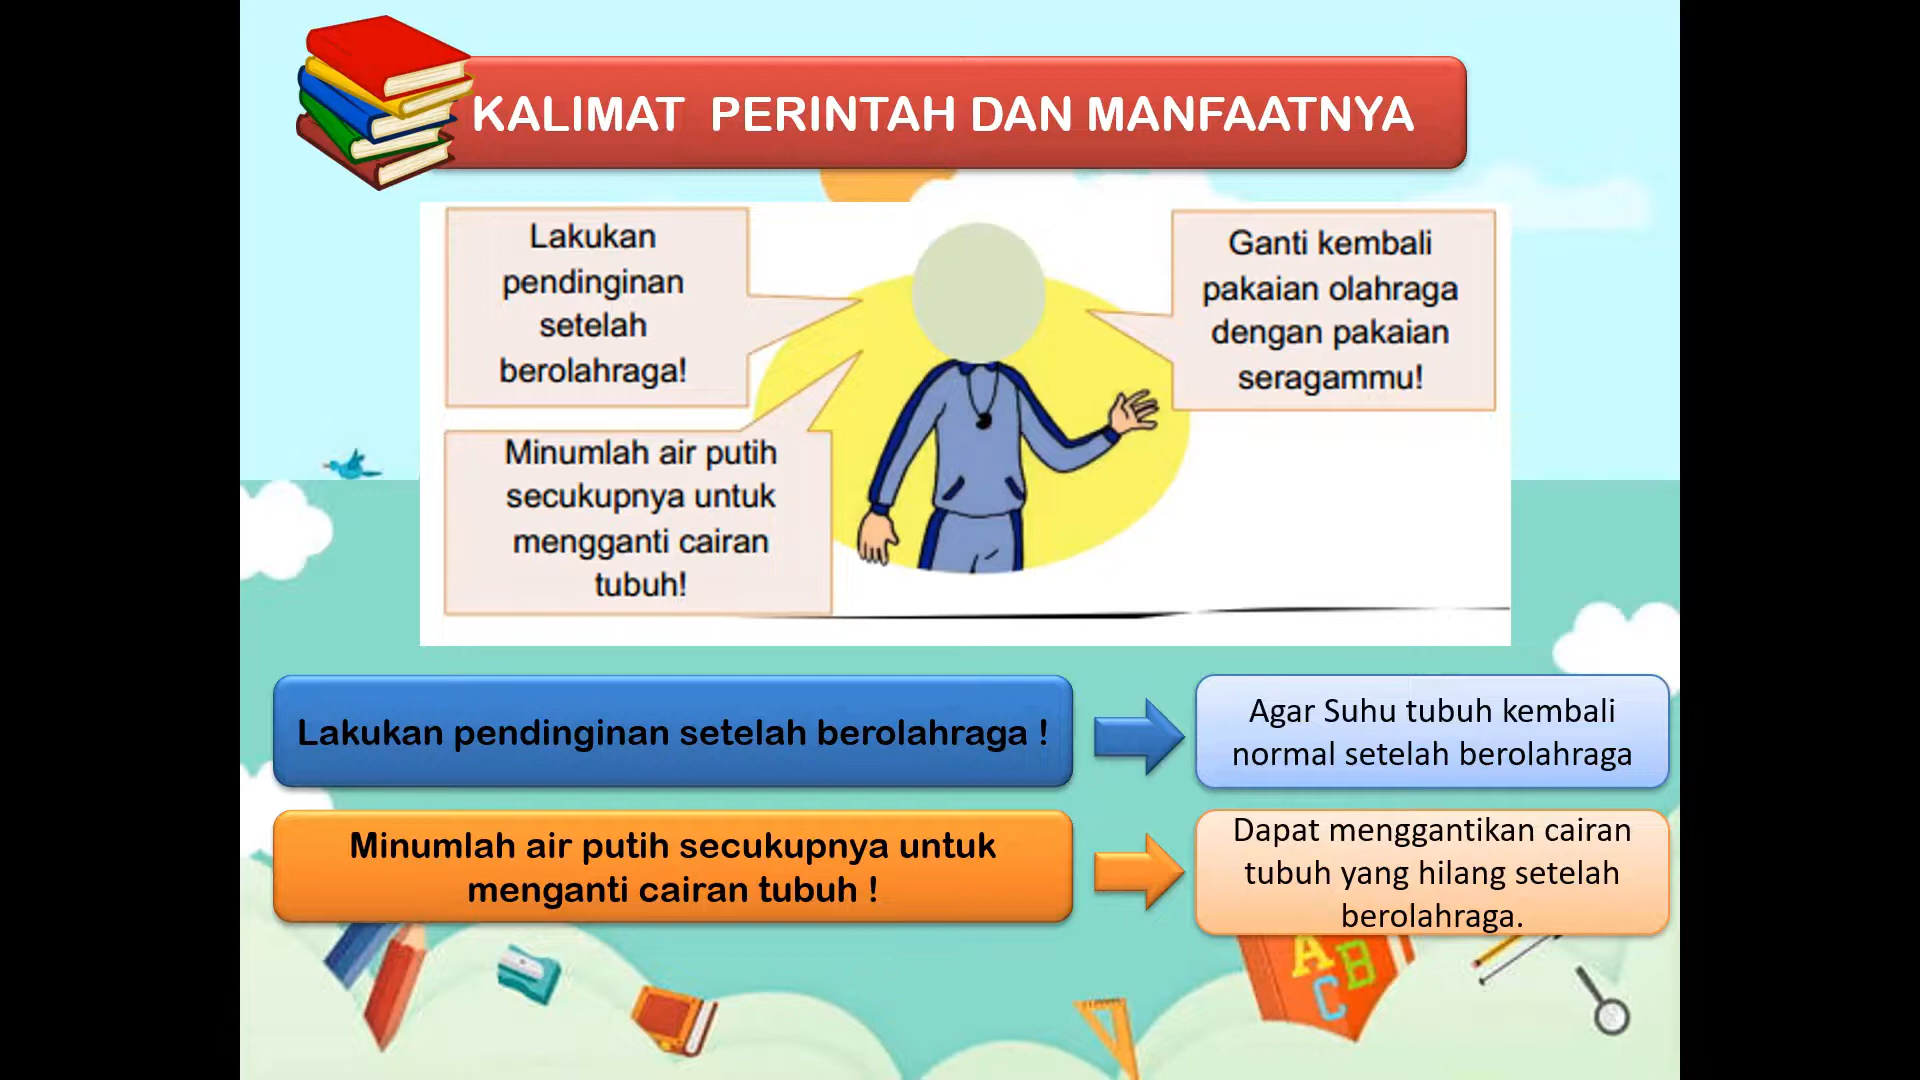 KALIMAT PERINTAH DAN MANFAATNYA
Lakukan
pendinginan
setelah
berolahraga!
Ganti kembali
pakaian olahraga
dengan pakaian
seragammu!
Minumlah air putih
secukupnya untuk
mengganti cairan
tubuh!
Lakukan pendinginan setelah berolahraga !
Agar Suhu tubuh kembali
normal setelah berolahraga
Minumlah air putih secukupnya untuk
menganti cairan tubuh !
Dapat menggantikan cairan
tubuh yang hilang setelah
berolahraga.
A B
C